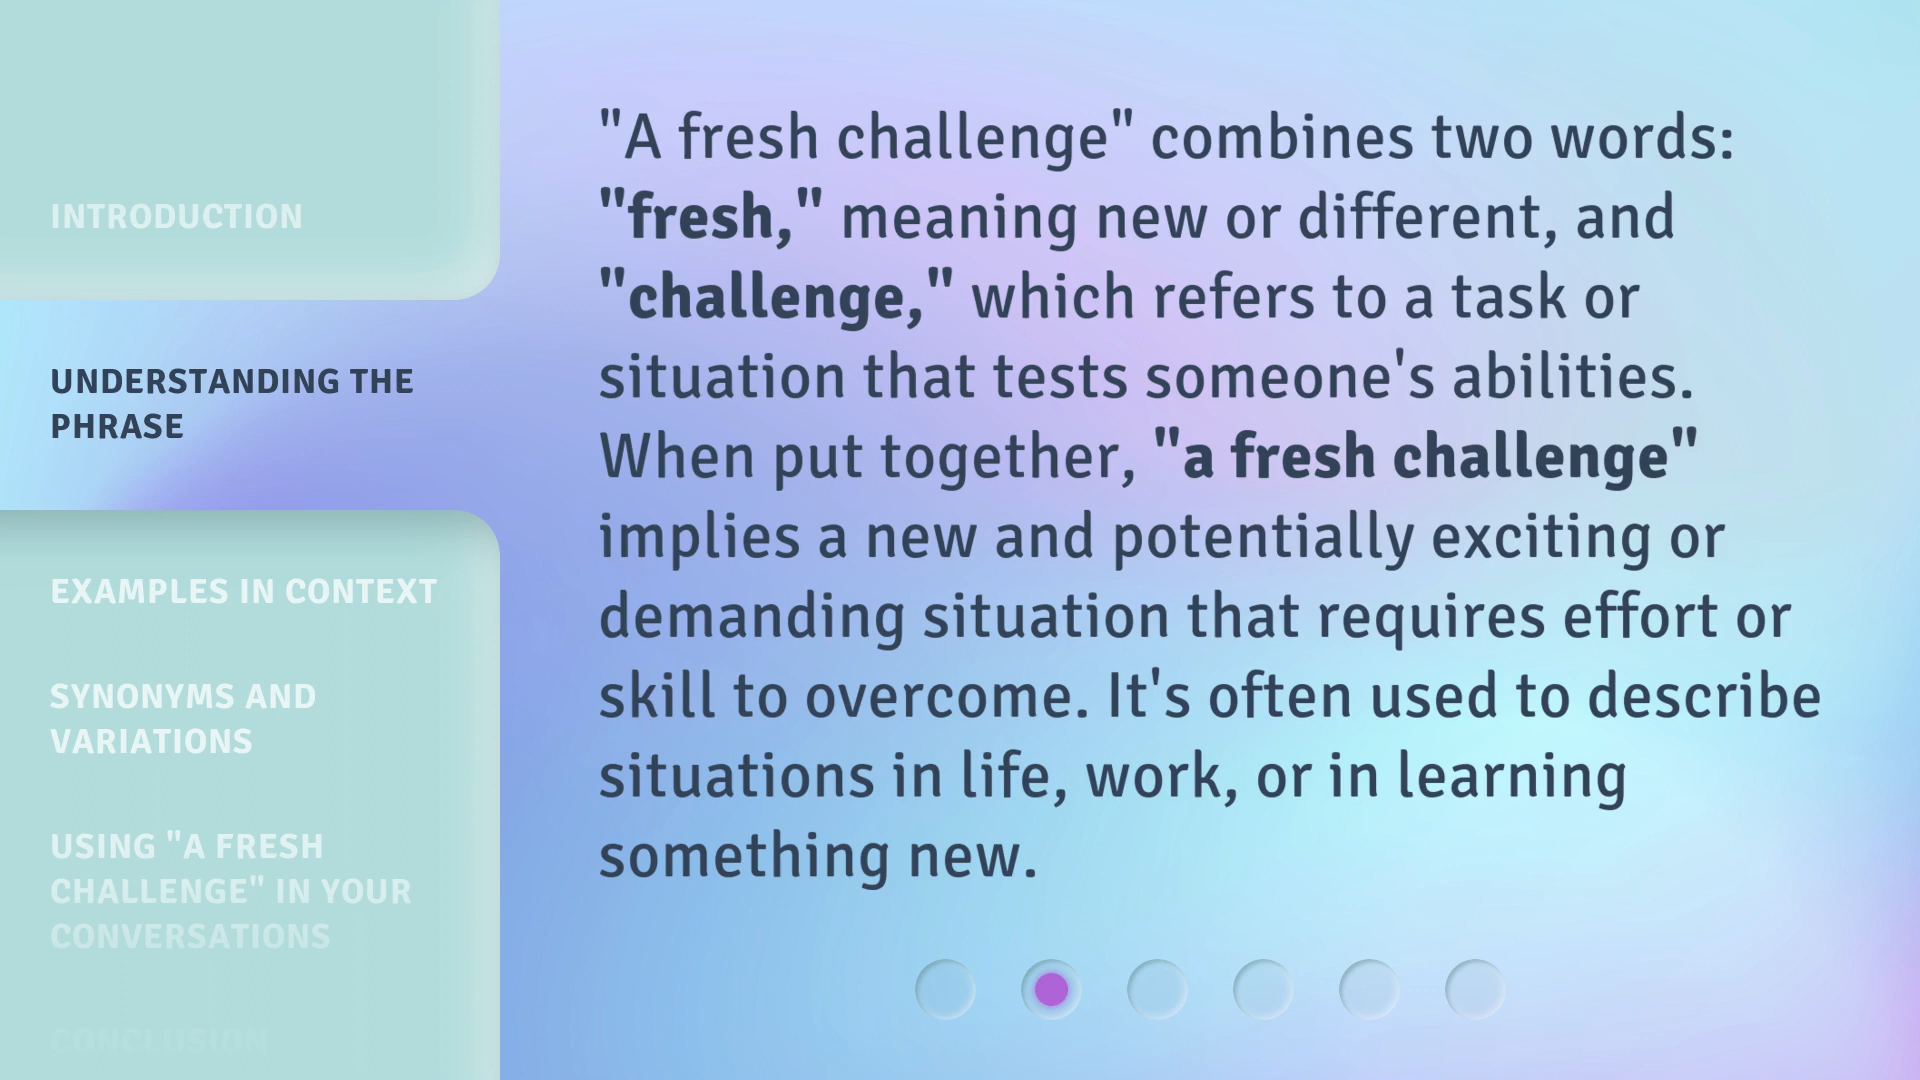 INTRODUCTION
UNDERSTANDING THE
PHRASE
EXAMPLES IN CONTEXT
SYNONYMS AND
VARIATIONS
USING "A FRESH
CHALLENGE" IN YOUR
CONVERSATIONS
CONCLUSION
"A fresh challenge" combines two words:
"fresh," meaning new or different, and
"challenge," which refers to a task or
situation that tests someone's abilities.
When put together, "a fresh challenge"
implies a new and potentially exciting or
demanding situation that requires effort or
skill to overcome. It's often used to describe
situations in life, work, or in learning
something new.